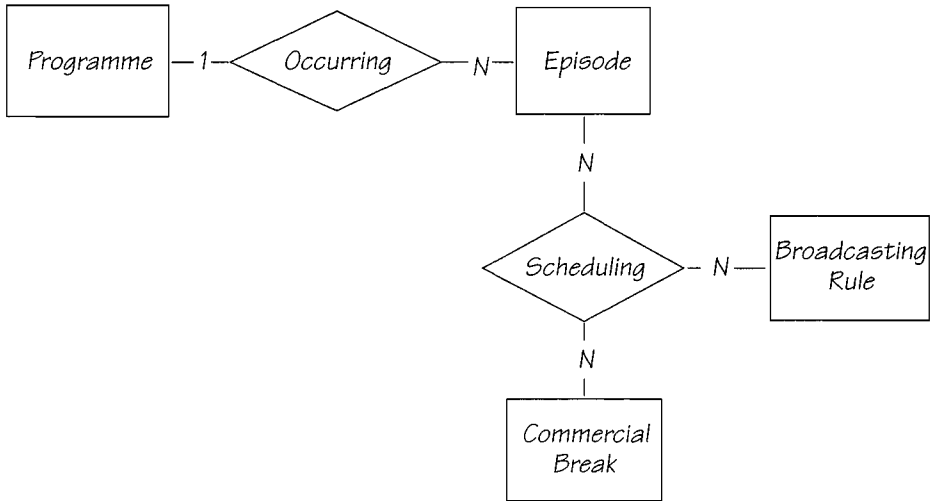 Programme
1
Occurring
N
Episode
N
Scheduling
N
Broadcasting
Rule
N
Commercial
Break